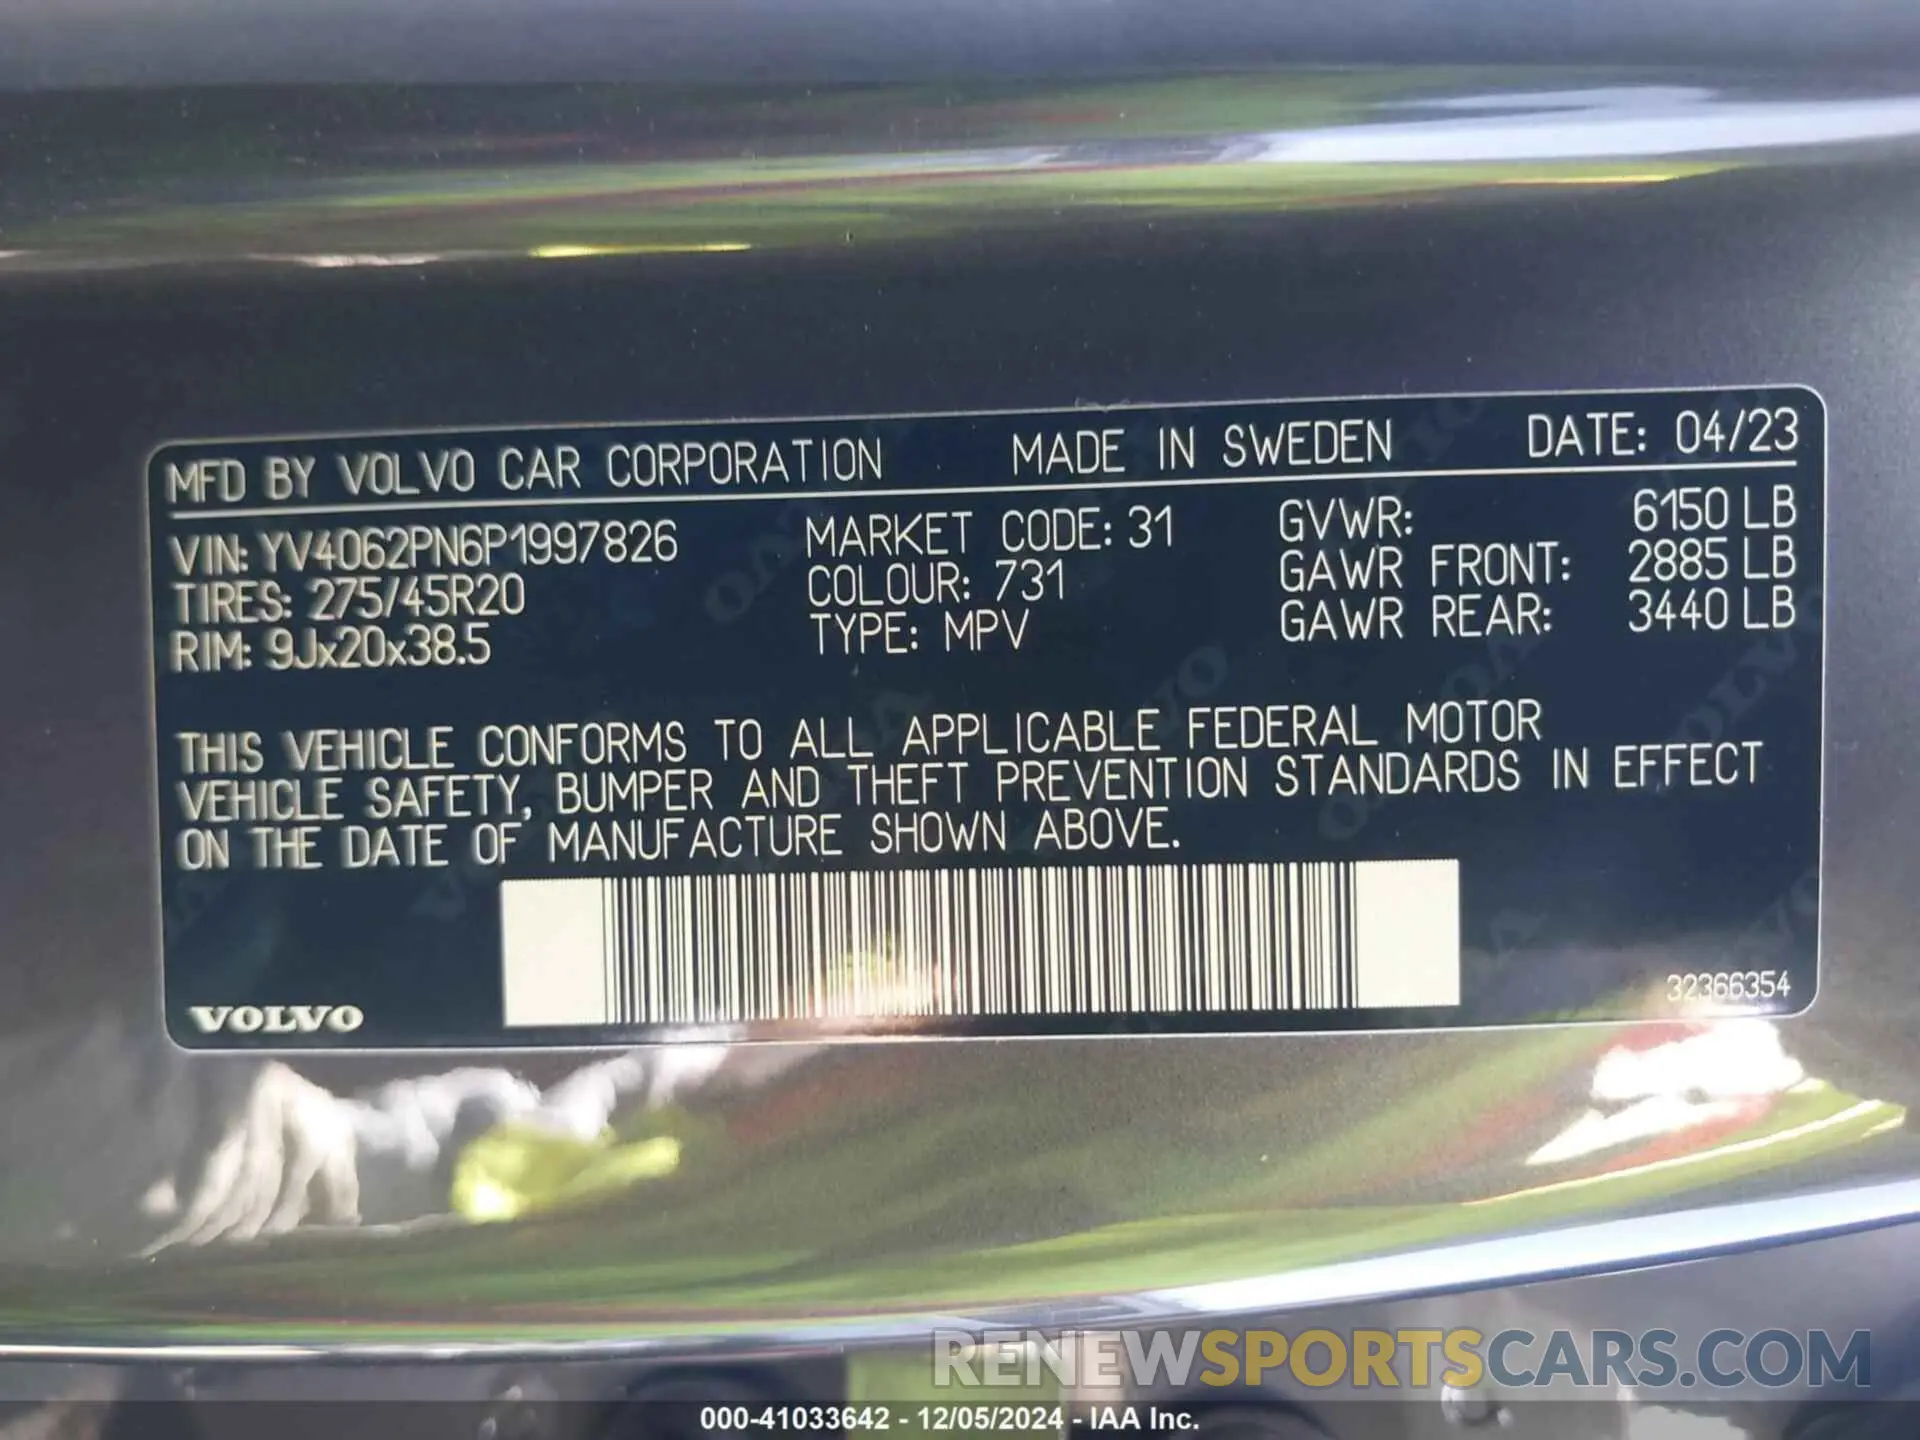 MFD BY VOLVO CAR CORPORATION MADE IN SWEDEN DATE: 04/23
VIN: YV4062PN6P1997826 MARKET CODE: 31 GVWR: 6150 LB
TIRES: 275/45R20 COLOUR: 731 GAWR FRONT: 2885 LB
RIM: 9Jx20x38.5 TYPE: MPV GAWR REAR: 3440 LB
THIS VEHICLE CONFORMS TO ALL APPLICABLE FEDERAL MOTOR
VEHICLE SAFETY, BUMPER AND THEFT PREVENTION STANDARDS IN EFFECT
ON THE DATE OF MANUFACTURE SHOWN ABOVE.
VOLVO 32366354
RENEWSPORTSCARS.COM
000-41033642 - 12/05/2024 - IAA Inc.